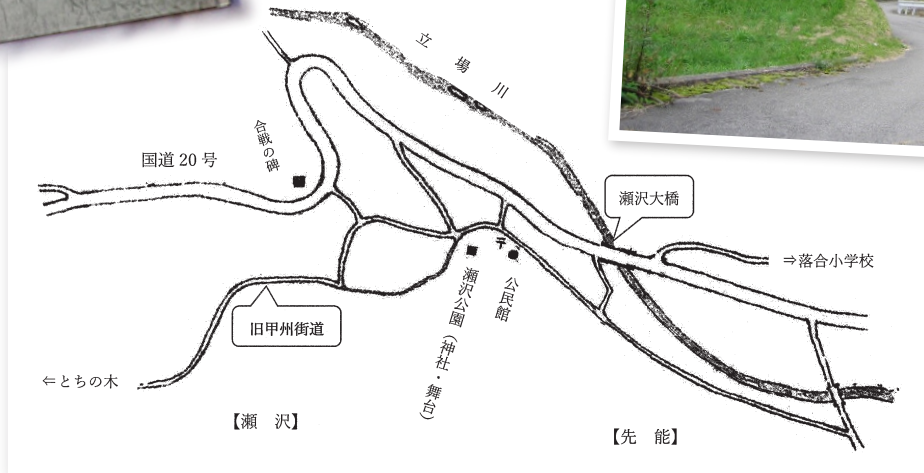 立場川
合戦の碑
国道20号
瀬沢大橋
⇒落合小学校
〒
公民館
瀬沢公園（神社・舞台）
旧甲州街道
⇐とちの木
【瀬　沢】
【先　能】